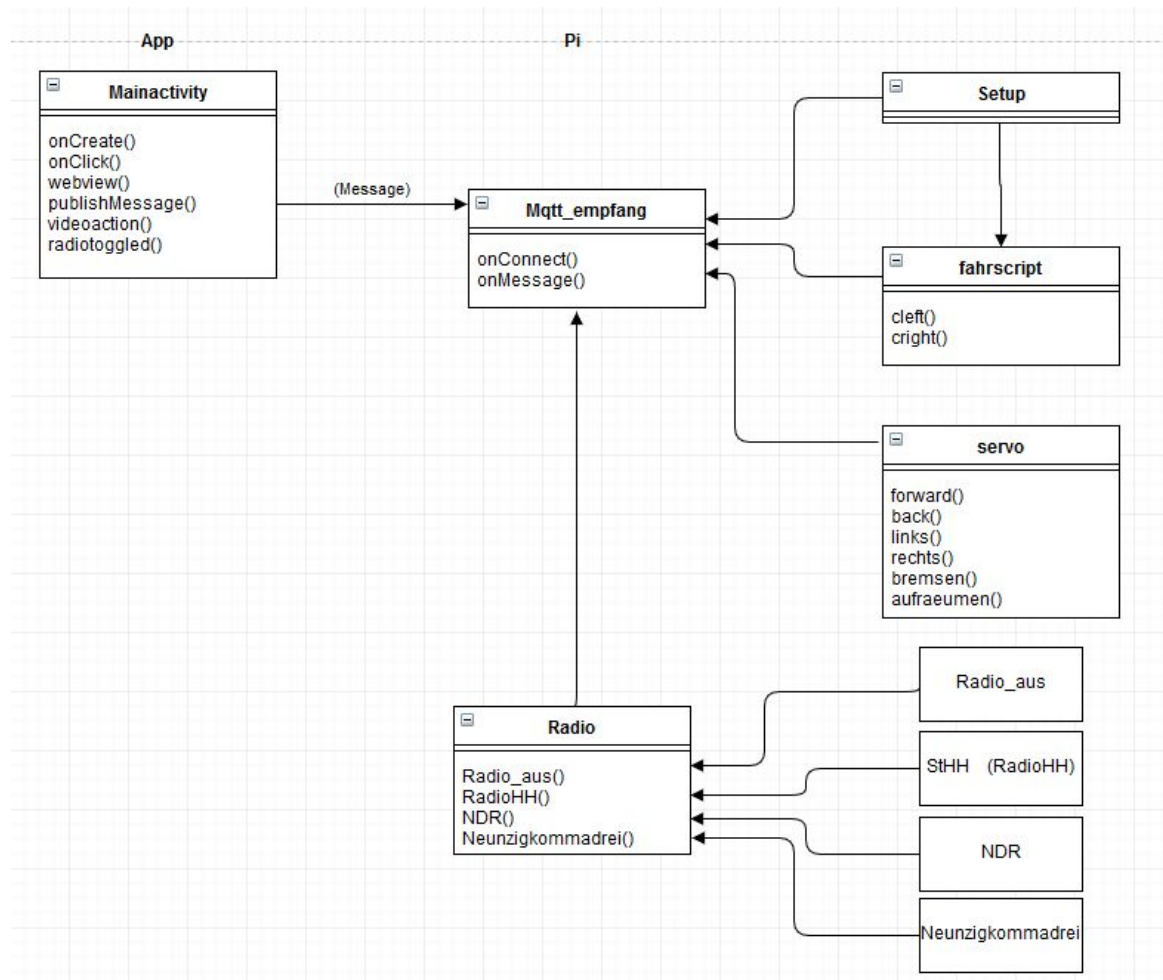 App
Pi
Mainactivity
onCreate()
onClick()
webview()
publishMessage()
videoaction()
radiotoggled()
(Message)
Mqtt_empfang
onConnect()
onMessage()
Setup
fahrscript
cleft()
cright()
servo
forward()
back()
links()
rechts()
bremsen()
aufraeumen()
Radio
Radio_aus()
RadioHH()
NDR()
Neunzigkommadrei()
Radio_aus
StHH (RadioHH)
NDR
Neunzigkommadrei